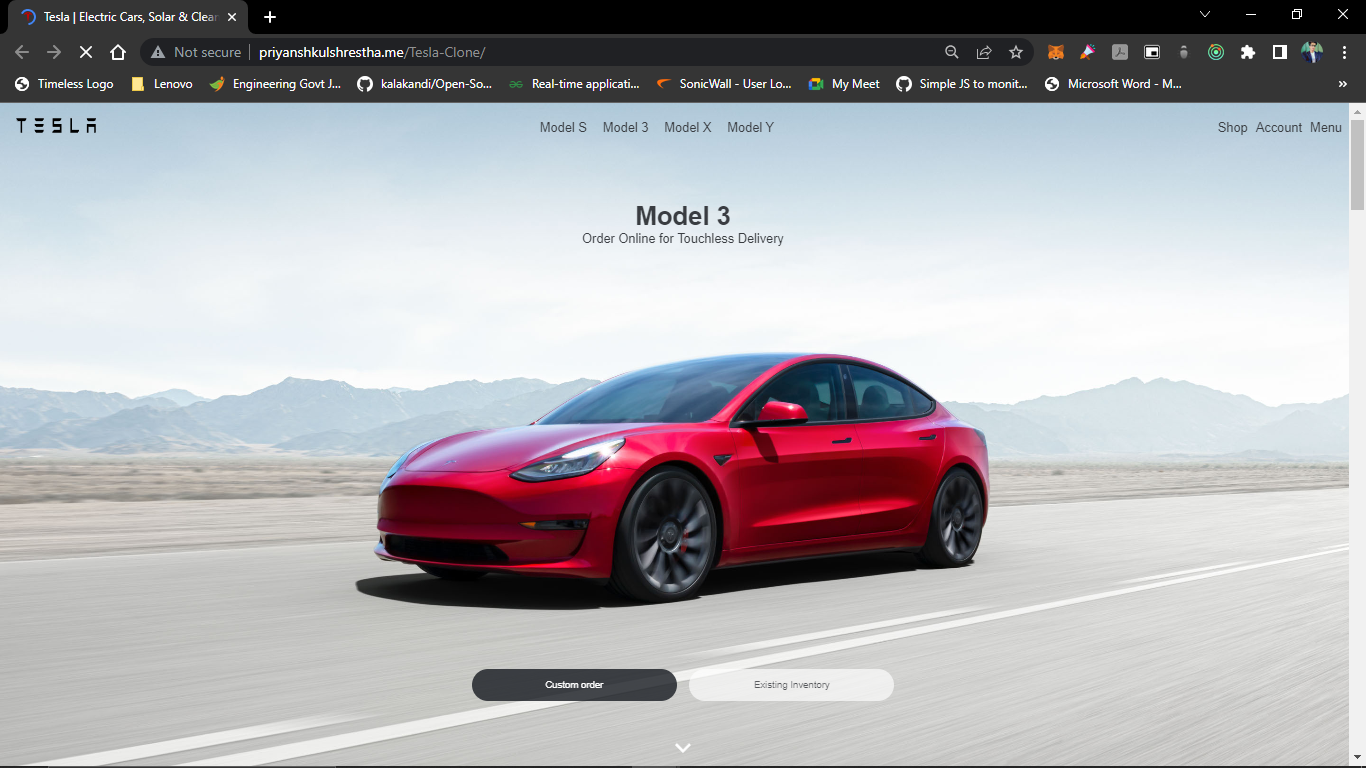 Tesla | Electric Cars, Solar & Clean
Not secure priyanshkulshrestha.me/Tesla-Clone/
Timeless Logo Lenovo Engineering Govt J... kalakandi/Open-So... Real-time applicati... SonicWall - User Lo... My Meet Simple JS to monit... Microsoft Word - M... »
TESLA Model S Model 3 Model X Model Y Shop Account Menu
Model 3
Order Online for Touchless Delivery
Custom order Existing Inventory